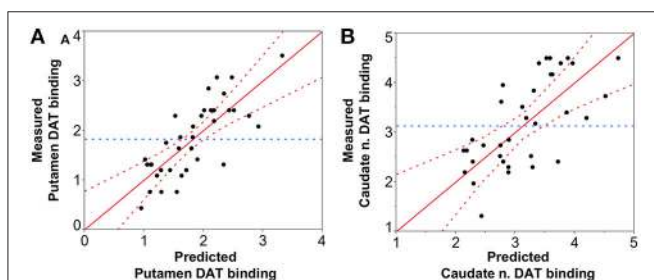 A
A
4
3
2
1
0
Measured
Putamen DAT binding
0
1
2
3
4
Predicted
Putamen DAT binding
B
5
4
3
2
1
Measured
Caudate n. DAT binding
1
2
3
4
5
Predicted
Caudate n. DAT binding